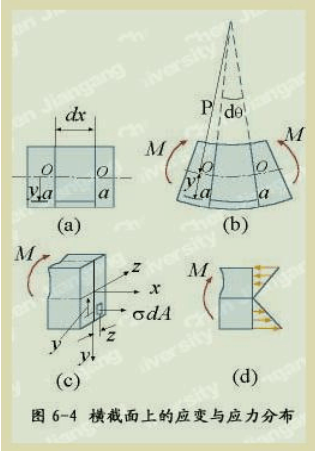 dx
O O
y a a
(a)
P dθ
M M
O O
y a a
(b)
M
z
x
σdA
y z
y
(c)
M
(d)
图 6-4 横截面上的应变与应力分布